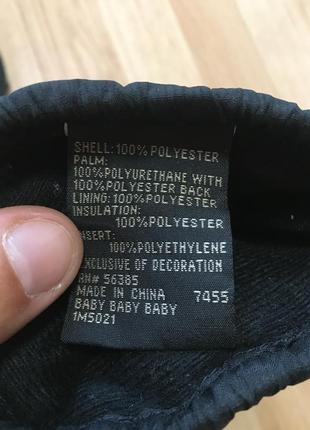 SHELL: 100% POLYESTER
PALM:
100% POLYURETHANE WITH
100% POLYESTER BACK
LINING: 100% POLYESTER
INSULATION:
100% POLYESTER
INSERT:
100% POLYETHYLENE
EXCLUSIVE OF DECORATION
RN# 56385
MADE IN CHINA 7455
BABY BABY BABY
1M5021